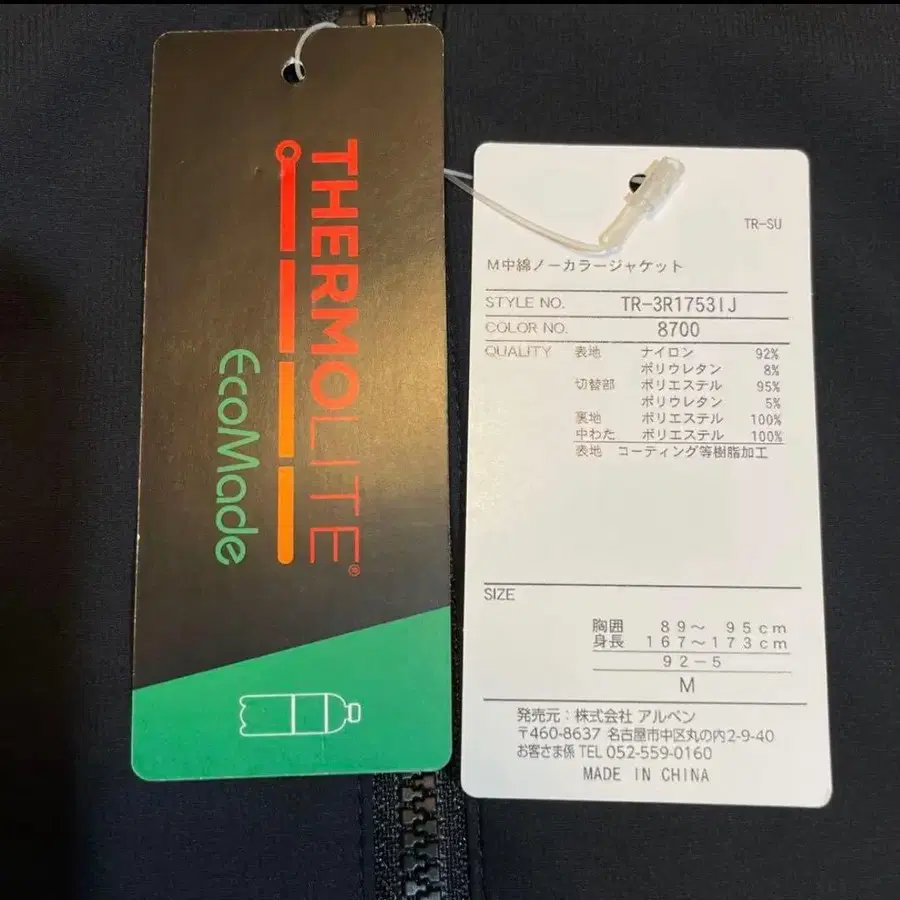 THERMOLITE®
EcoMade
TR-SU
M中綿ノーカラージャケット
STYLE NO. TR-3R1753IJ
COLOR NO. 8700
QUALITY 表地 ナイロン 92%
ポリウレタン 8%
切替部 ポリエステル 95%
ポリウレタン 5%
裏地 ポリエステル 100%
中わた ポリエステル 100%
表地 コーティング等樹脂加工
SIZE
胸囲 89〜 95cm
身長 167〜173cm
92-5
M
発売元:株式会社 アルペン
〒460-8637 名古屋市中区丸の内2-9-40
お客さま係 TEL 052-559-0160
MADE IN CHINA